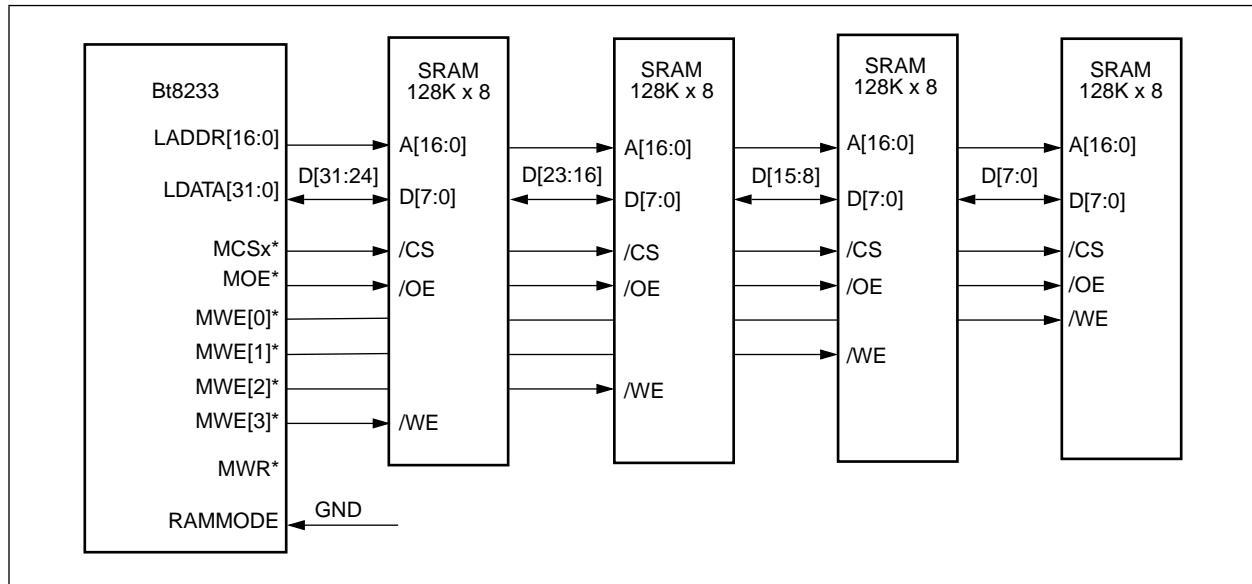 Bt8233
LADDR[16:0]
LDATA[31:0]
MCSx*
MOE*
MWE[0]*
MWE[1]*
MWE[2]*
MWE[3]*
MWR*
RAMMODE
GND
D[31:24]
SRAM
128K x 8
A[16:0]
D[7:0]
/CS
/OE
/WE
D[23:16]
SRAM
128K x 8
A[16:0]
D[7:0]
/CS
/OE
/WE
D[15:8]
SRAM
128K x 8
A[16:0]
D[7:0]
/CS
/OE
/WE
D[7:0]
SRAM
128K x 8
A[16:0]
D[7:0]
/CS
/OE
/WE